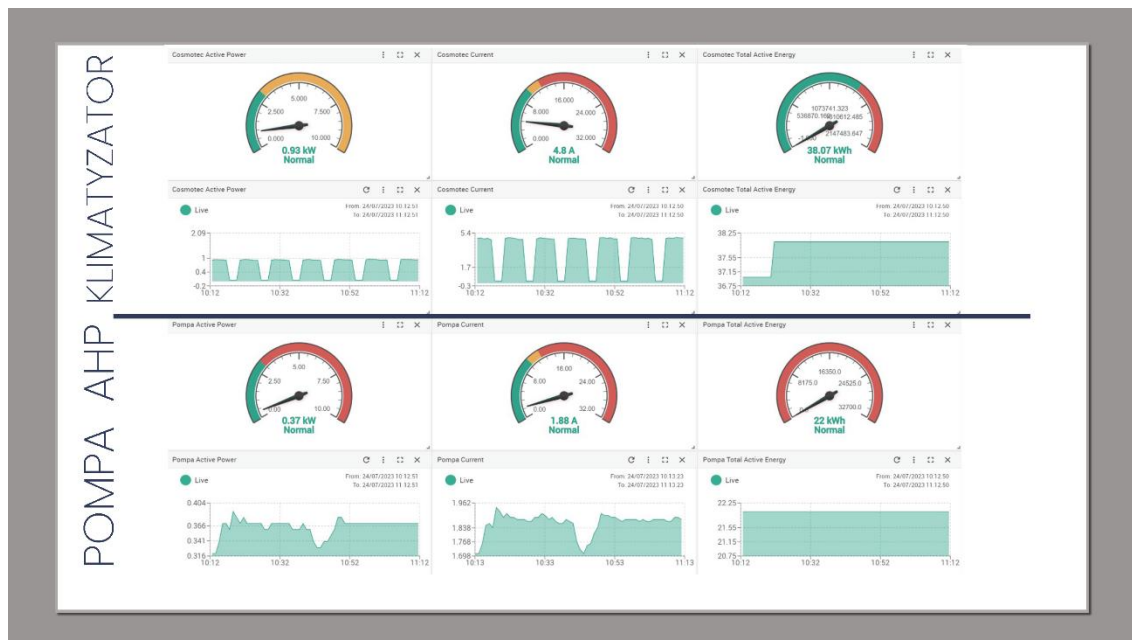 KLIMATYZATOR
Cosmotec Active Power
Cosmotec Current
Cosmotec Total Active Energy
0.000
2.500
5.000
7.500
10.000
0.93 kW
Normal
0.000
8.000
16.000
24.000
32.000
4.8 A
Normal
1073741.323
2147483.647
38.07 kWh
Normal
Cosmotec Active Power
Live
From: 24/07/2023 10:12:51
To: 24/07/2023 11:12:51
2.09
1
0.4
-0.2
10:12
10:32
10:52
11:12
Cosmotec Current
Live
From: 24/07/2023 10:12:50
To: 24/07/2023 11:12:50
5.4
1.7
-0.3
10:12
10:32
10:52
11:12
Cosmotec Total Active Energy
Live
From: 24/07/2023 10:12:50
To: 24/07/2023 11:12:50
38.25
37.55
37.15
36.75
10:12
10:32
10:52
11:12
POMPA AHP
Pompa Active Power
Pompa Current
Pompa Total Active Energy
0.00
2.50
5.00
7.50
10.00
0.37 kW
Normal
0.00
8.00
16.00
24.00
32.00
1.88 A
Normal
8175.0
16350.0
24525.0
32700.0
22 kWh
Normal
Pompa Active Power
Live
From: 24/07/2023 10:12:51
To: 24/07/2023 11:12:51
0.404
0.366
0.341
0.316
10:12
10:32
10:52
11:12
Pompa Current
Live
From: 24/07/2023 10:13:23
To: 24/07/2023 11:13:23
1.962
1.838
1.768
1.698
10:13
10:33
10:53
11:13
Pompa Total Active Energy
Live
From: 24/07/2023 10:12:50
To: 24/07/2023 11:12:50
22.25
21.55
21.15
20.75
10:12
10:32
10:52
11:12